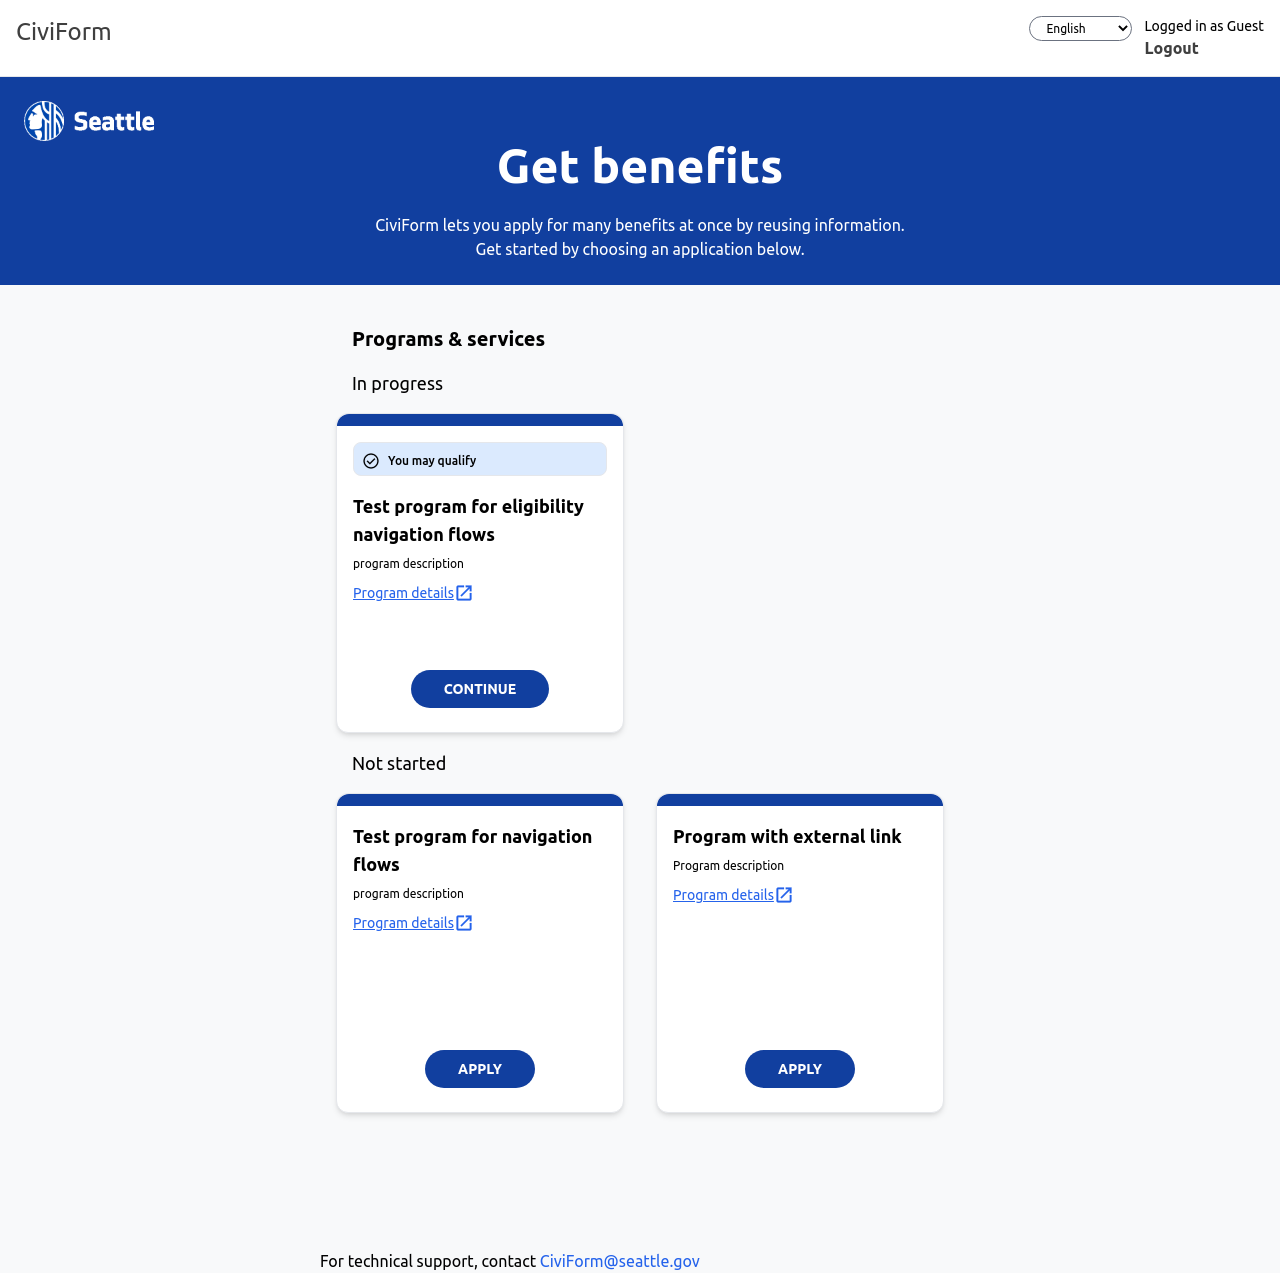 CiviForm
English
Logged in as Guest
Logout
Seattle
Get benefits
CiviForm lets you apply for many benefits at once by reusing information.
Get started by choosing an application below.
Programs & services
In progress
You may qualify
Test program for eligibility
navigation flows
program description
Program details
CONTINUE
Not started
Test program for navigation
flows
program description
Program details
APPLY
Program with external link
Program description
Program details
APPLY
For technical support, contact CiviForm@seattle.gov